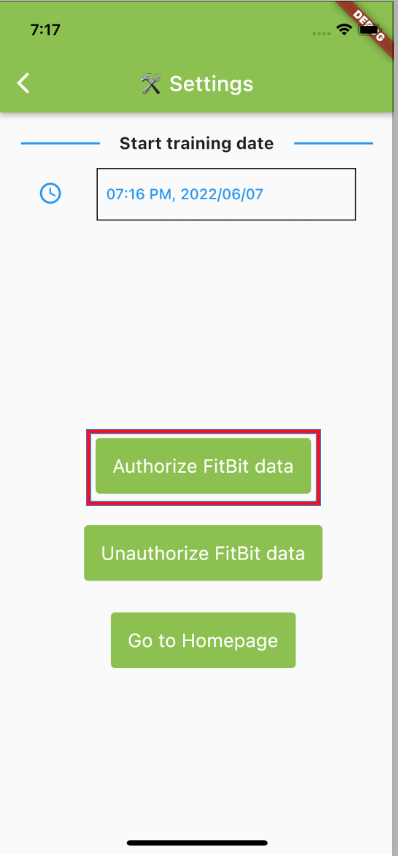 7:17
DEBUG
🛠 Settings
Start training date
07:16 PM, 2022/06/07
Authorize FitBit data
Unauthorize FitBit data
Go to Homepage